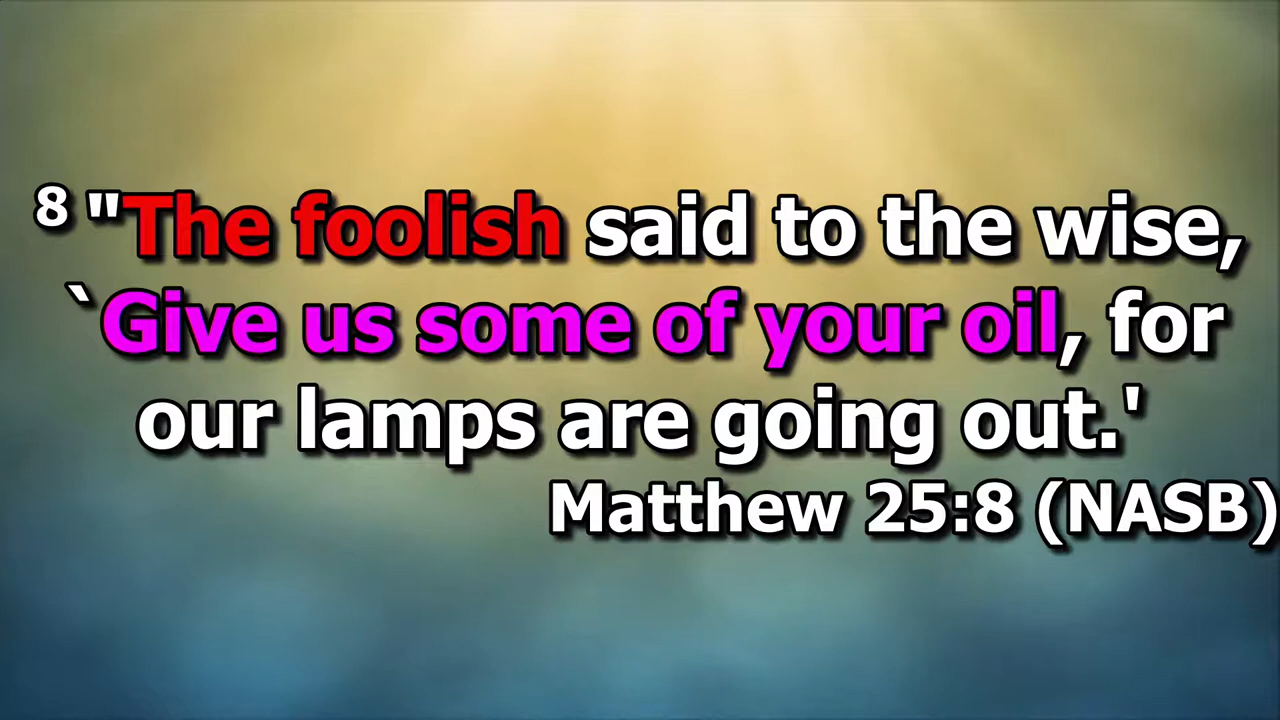 8 "The foolish said to the wise,
`Give us some of your oil, for
our lamps are going out.'
Matthew 25:8 (NASB)